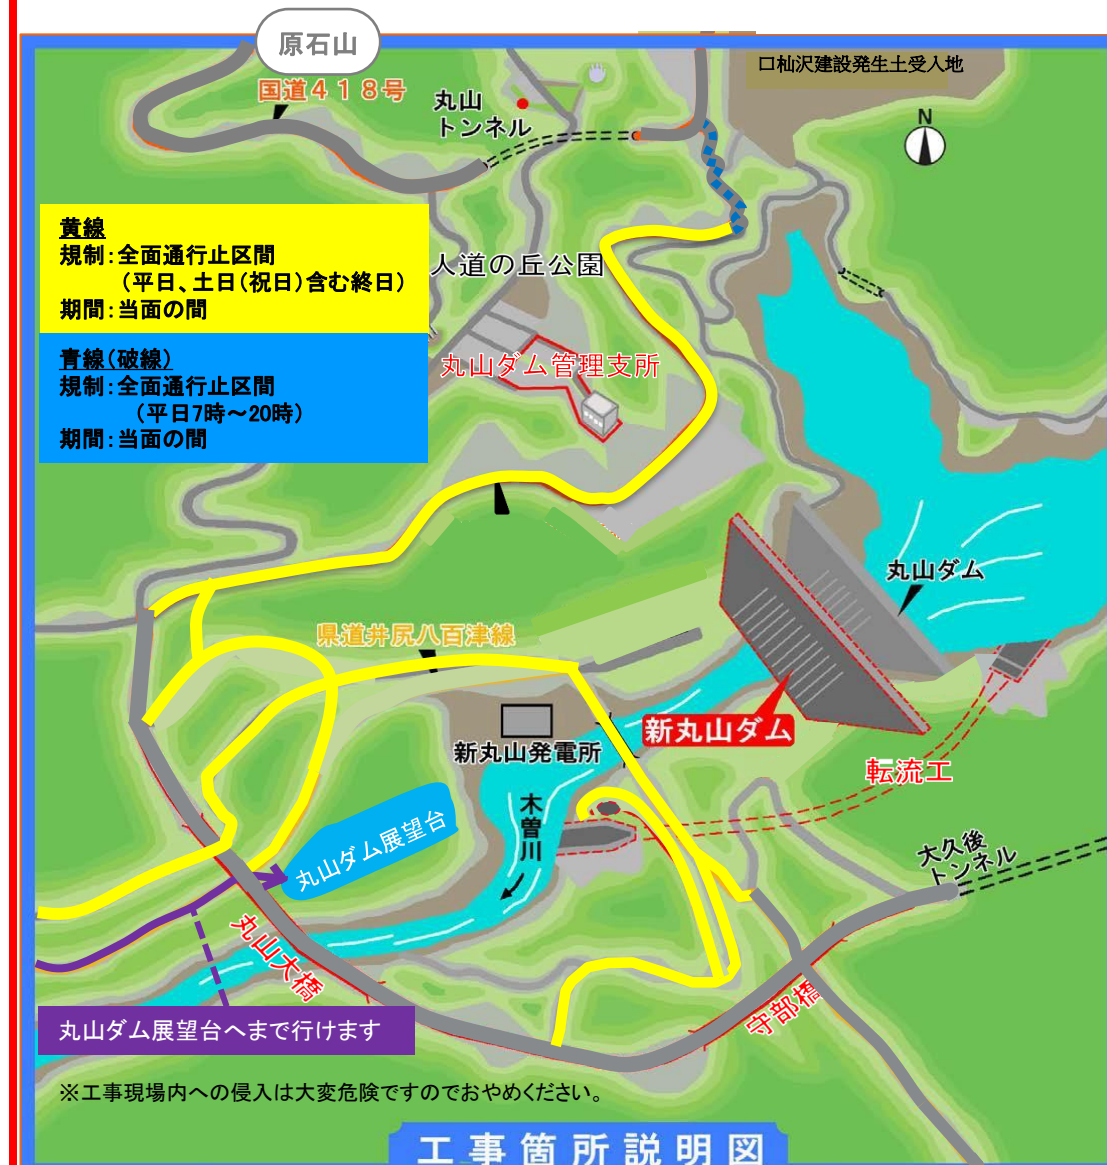 原石山
国道418号
丸山
トンネル
口杣沢建設発生土受入地
N
黄線
規制:全面通行止区間
(平日、土日(祝日)含む終日)
期間:当面の間
人道の丘公園
青線(破線)
規制:全面通行止区間
(平日7時～20時)
期間:当面の間
丸山ダム管理支所
丸山ダム
県道井尻八百津線
新丸山ダム
新丸山発電所
転流工
木曽川
丸山ダム展望台
大久後
トンネル
丸山大橋
守部橋
丸山ダム展望台へまで行けます
※工事現場内への侵入は大変危険ですのでおやめください。
工事箇所説明図